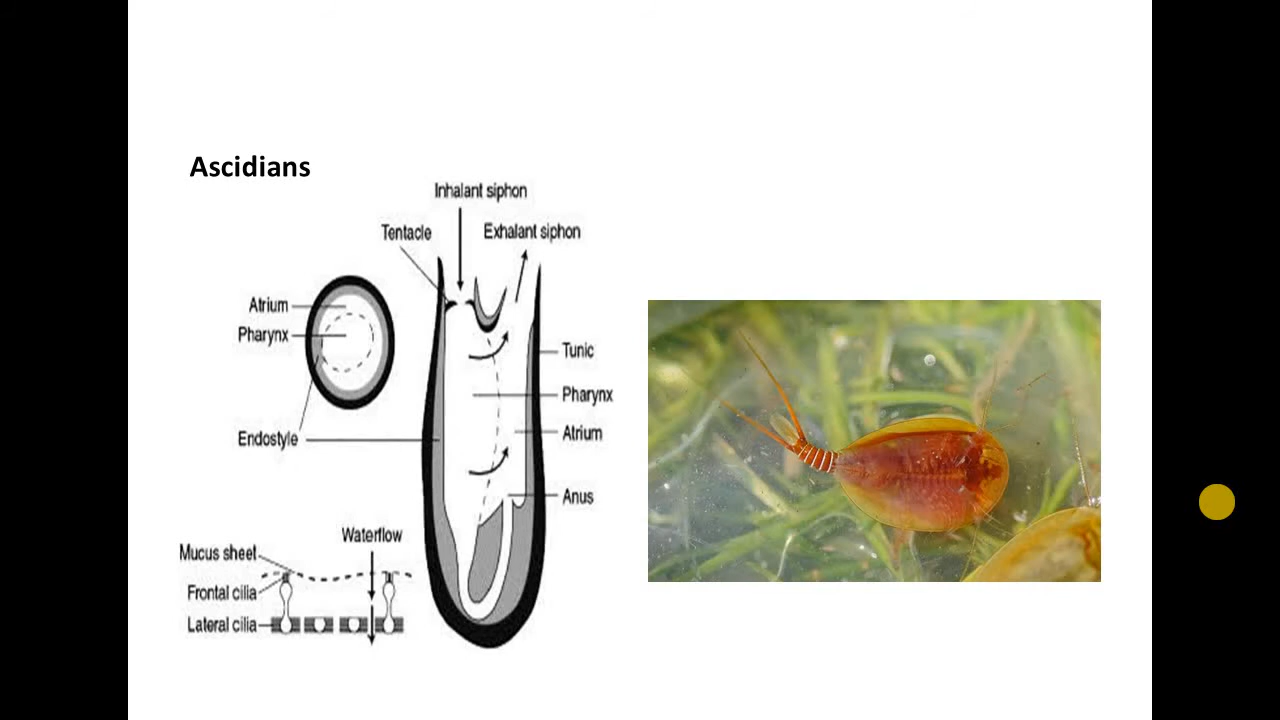 Ascidians
Inhalant siphon
Tentacle
Exhalant siphon
Atrium
Pharynx
Endostyle
Tunic
Pharynx
Atrium
Anus
Waterflow
Mucus sheet
Frontal cilia
Lateral cilia